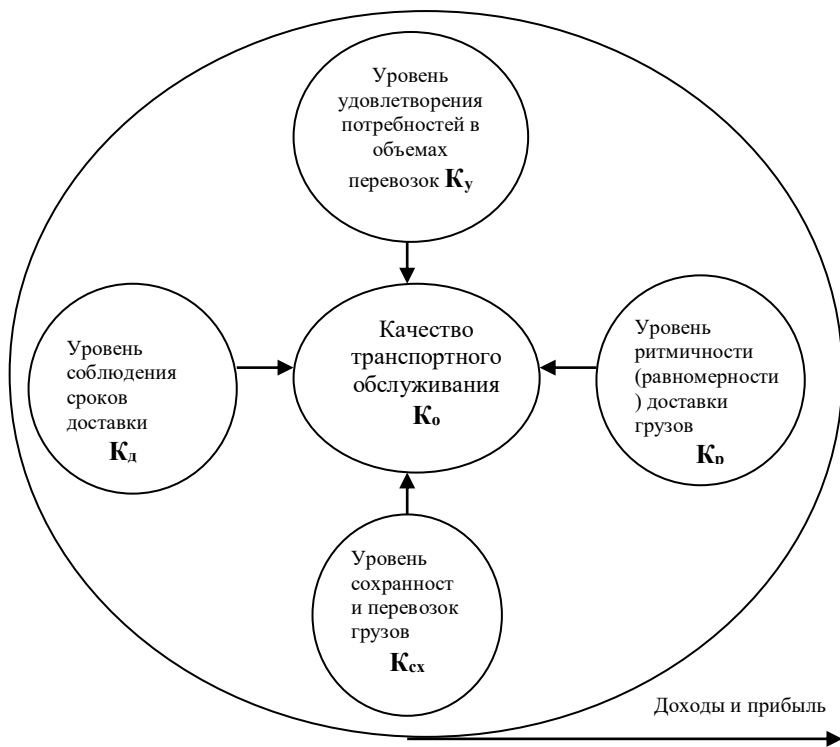 Уровень
удовлетворения
потребностей в
объемах
перевозок Ку
Уровень
соблюдения
сроков
доставки
Кд
Качество
транспортного
обслуживания
Ко
Уровень
ритмичности
(равномерности
) доставки
грузов
Кр
Уровень
сохранност
и перевозок
грузов
Ксх
Доходы и прибыль